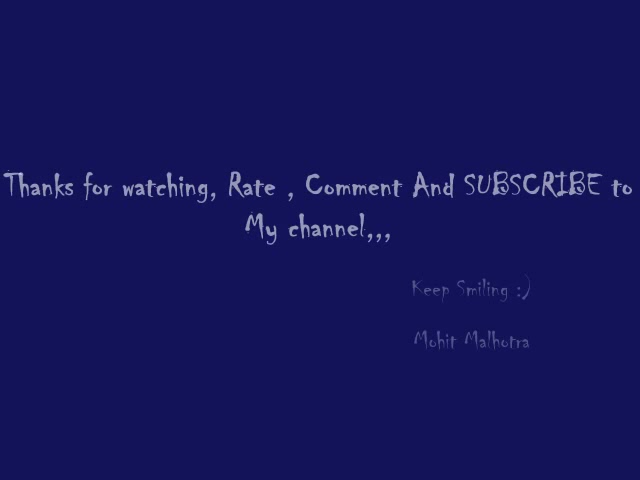 Thanks for watching, Rate , Comment And SUBSCRIBE to
My channel,,,
Keep Smiling :)
Mohit Malhotra